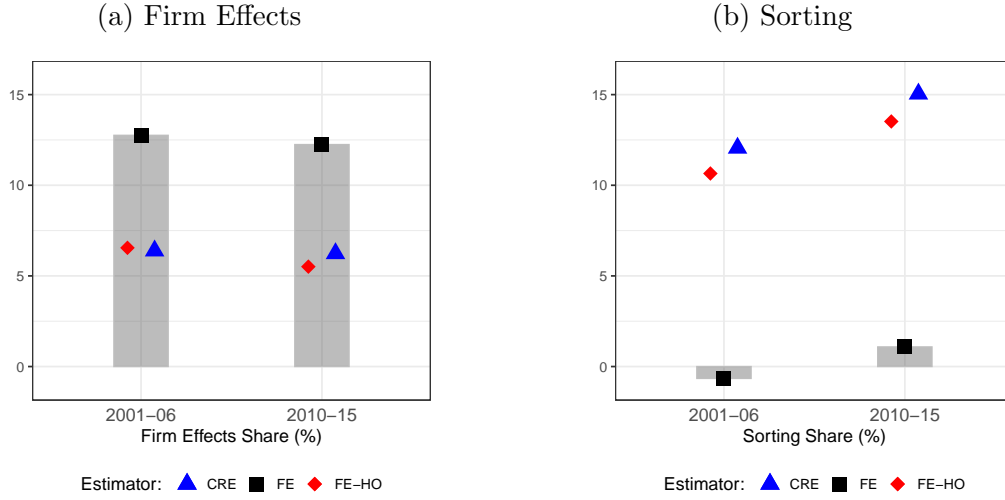 (a) Firm Effects
15
10
5
0
2001−06
2010−15
Firm Effects Share (%)
Estimator: CRE FE FE−HO
(b) Sorting
15
10
5
0
2001−06
2010−15
Sorting Share (%)
Estimator: CRE FE FE−HO